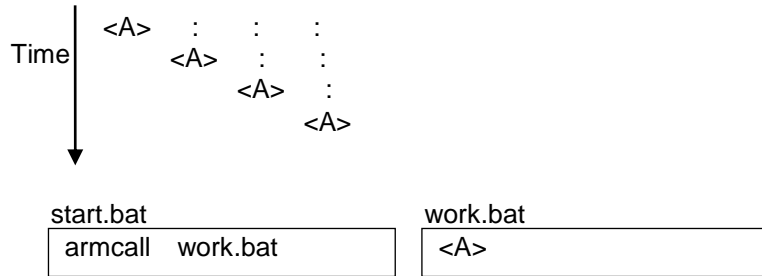 <A> : : :
Time <A> : :
<A> :
<A>
start.bat work.bat
armcall work.bat <A>